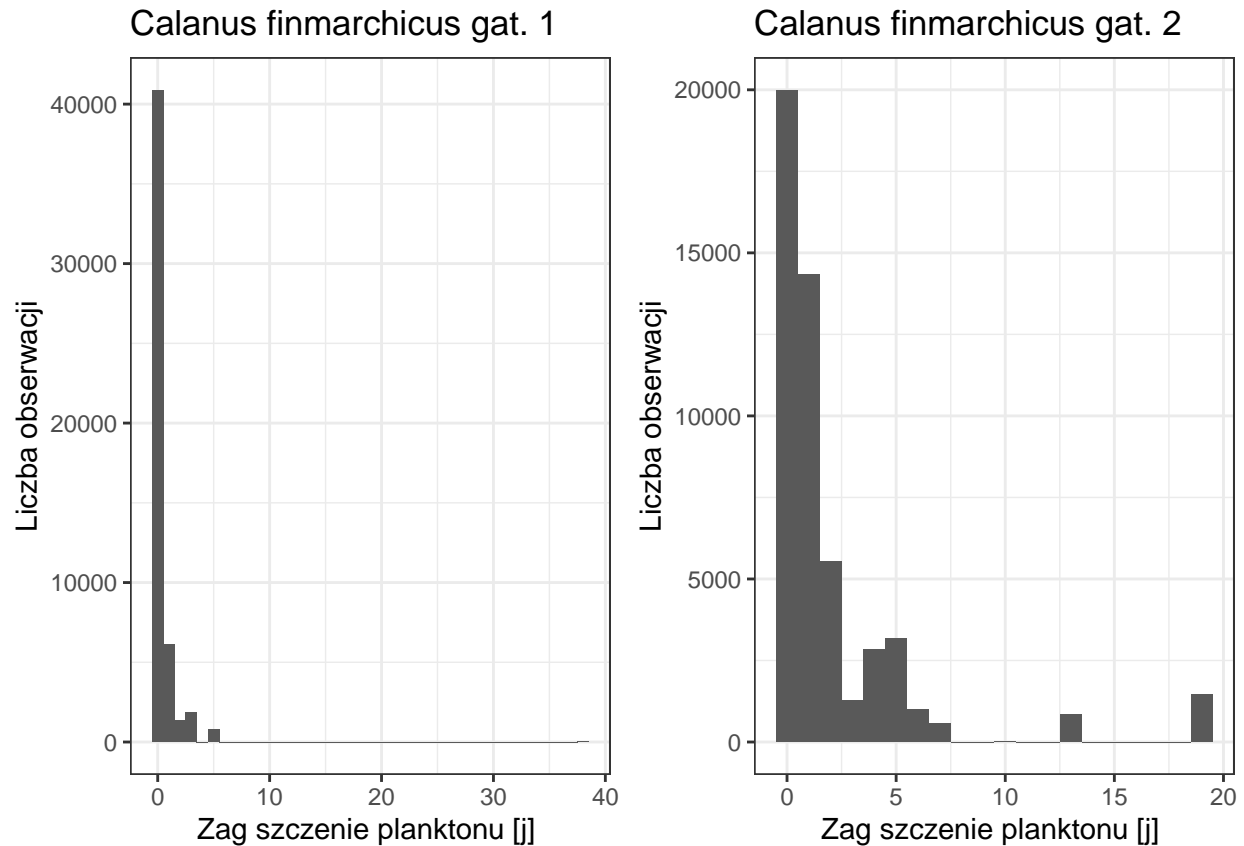 Calanus finmarchicus gat. 1
Liczba obserwacji
40000
30000
20000
10000
0
0 10 20 30 40
Zag szczenie planktonu [j]
Calanus finmarchicus gat. 2
Liczba obserwacji
20000
15000
10000
5000
0
0 5 10 15 20
Zag szczenie planktonu [j]